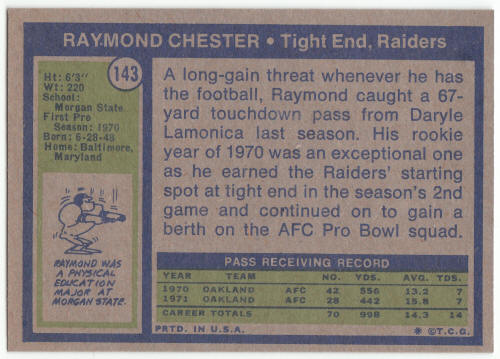 RAYMOND CHESTER • Tight End, Raiders
143
Ht: 6'3"
Wt: 220
School:
Morgan State
First Pro
Season: 1970
Born: 6-28-48
Home: Baltimore,
Maryland
RAYMOND WAS
A PHYSICAL
EDUCATION
MAJOR AT
MORGAN STATE.
A long-gain threat whenever he has
the football, Raymond caught a 67-
yard touchdown pass from Daryle
Lamonica last season. His rookie
year of 1970 was an exceptional one
as he earned the Raiders' starting
spot at tight end in the season's 2nd
game and continued on to gain a
berth on the AFC Pro Bowl squad.
PASS RECEIVING RECORD
YEAR TEAM NO. YDS. AVG. TDS.
1970 OAKLAND AFC 42 556 13.2 7
1971 OAKLAND AFC 28 442 15.8 7
CAREER TOTALS 70 998 14.3 14
PRTD. IN U.S.A. * ©T.C.G.